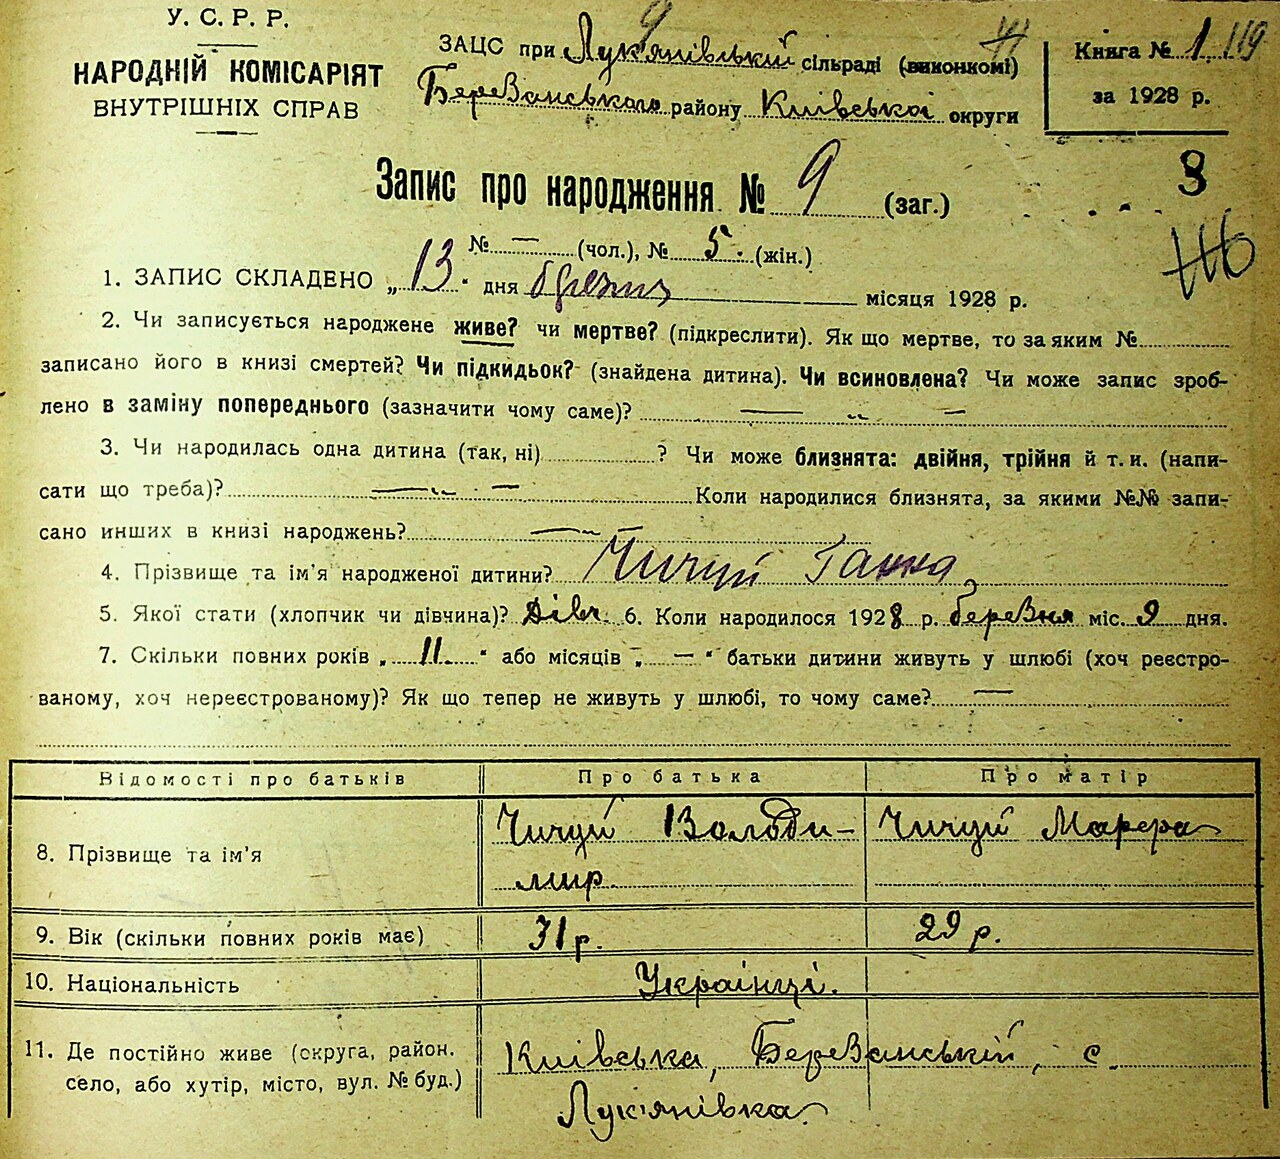 У. С. Р. Р.
НАРОДНІЙ КОМІСАРІЯТ
ВНУТРІШНІХ СПРАВ
9
ЗАЦС при Лук'янівській сільраді (виконкомі)
Березанського району Київської округи
Книга № 1 119
за 1928 р.
Запис про народження № 9 (заг.)
3
№ — (чол.), № 5. (жін.)
116
1. ЗАПИС СКЛАДЕНО „13“ дня березня місяця 1928 р.
2. Чи записується народжене живе? чи мертве? (підкреслити). Як що мертве, то за яким №
записано його в книзі смертей? Чи підкидьок? (знайдена дитина). Чи всиновлена? Чи може запис зроб-
лено в заміну попереднього (зазначити чому саме)? — „ —
3. Чи народилась одна дитина (так, ні) ? Чи може близнята: двійня, трійня й т. и. (напи-
сати що треба)? — „ — Коли народилися близнята, за якими №№ запи-
сано инших в книзі народжень? — „ —
4. Прізвище та ім'я народженої дитини? Чичуй Ганна
5. Якої стати (хлопчик чи дівчина)? Дівч. 6. Коли народилося 1928 р. березня міс. 9 дня.
7. Скільки повних років „ 11. “ або місяців „ — “ батьки дитини живуть у шлюбі (хоч реєстро-
ваному, хоч нереєстрованому)? Як що тепер не живуть у шлюбі, то чому саме? —
Відомості про батьків Про батька Про матір
8. Прізвище та ім'я Чичуй Володи- Чичуй Марфа
мир
9. Вік (скільки повних років має) 31 р. 29 р.
10. Національність Українці.
11. Де постійно живе (округа, район. Київська, Березанський, с.
село, або хутір, місто, вул. № буд.) Лук'янівка